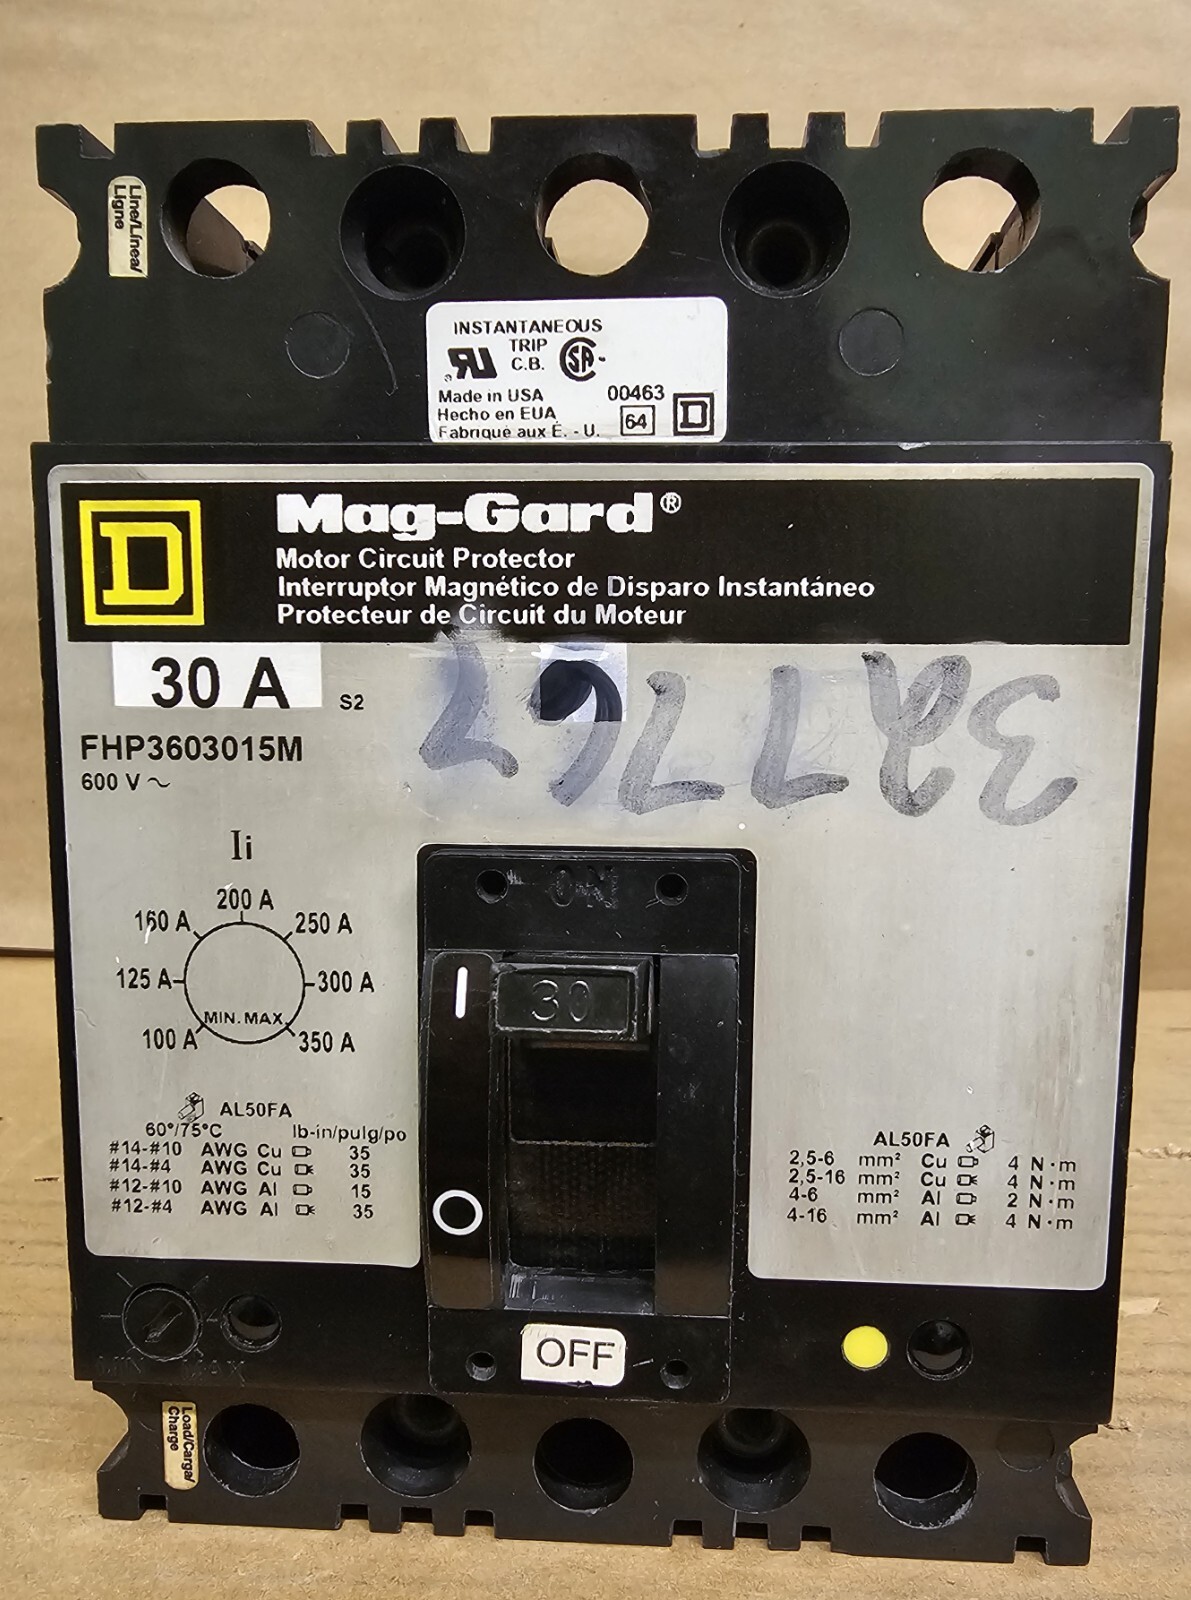 Line/Línea/
Ligne
INSTANTANEOUS
TRIP
C.B.
Made in USA
00463
Hecho en EUA
64
Fabriqué aux É. - U.
D
D
Mag-Gard®
Motor Circuit Protector
Interruptor Magnético de Disparo Instantáneo
Protecteur de Circuit du Moteur
30 A
S2
FHP3603015M
600 V ~
Ii
200 A
160 A
250 A
125 A
300 A
MIN. MAX
100 A
350 A
ON
30
AL50FA
60°/75°C lb-in/pulg/po
#14-#10 AWG Cu 35
#14-#4 AWG Cu 35
#12-#10 AWG Al 15
#12-#4 AWG Al 35
AL50FA
2,5-6 mm² Cu 4 N·m
2,5-16 mm² Cu 4 N·m
4-6 mm² Al 2 N·m
4-16 mm² Al 4 N·m
OFF
Load/Carga/
Charge